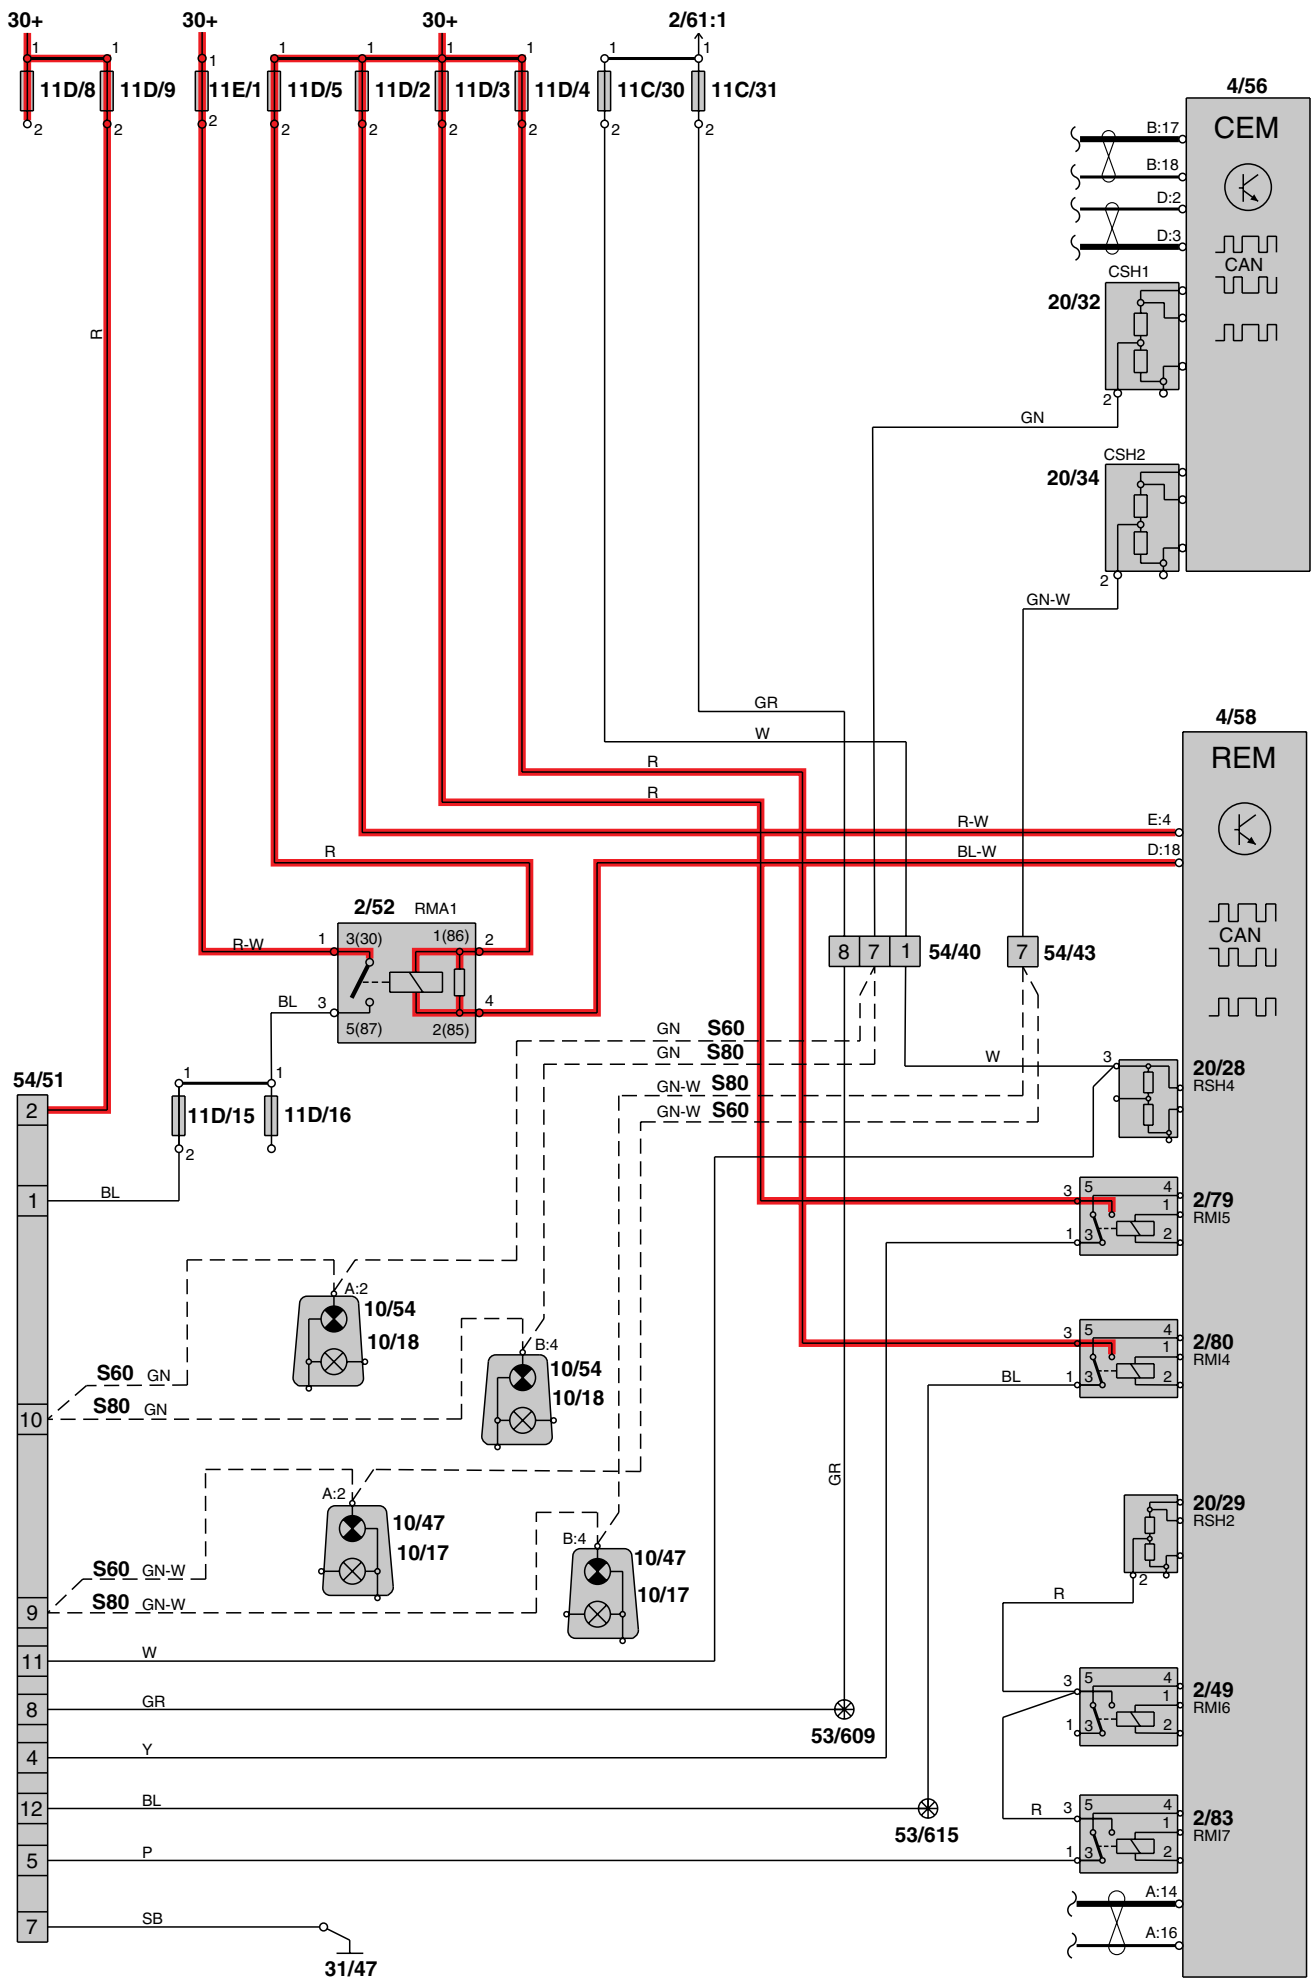 30+ 30+ 30+ 2/61:1
1 1 1 1 1 1 1
11D/8 11D/9 11E/1 11D/5 11D/2 11D/3 11D/4 11C/30 11C/31
2 2 2 2 2 2 2 2 2
4/56
CEM
B:17
B:18
D:2
D:3
CAN
CSH1
20/32
R
2
GN
CSH2
20/34
2
GN-W
GR
W
4/58
REM
R
R
R-W E:4
R BL-W D:18
2/52 RMA1
R-W 1 3(30) 1(86) 2
BL 3 5(87) 2(85) 4
8 7 1 54/40
7 54/43
CAN
GN S60
GN S80
W 3 20/28
RSH4
GN-W S80
GN-W S60
54/51
2
1 1
11D/15 11D/16
2
1 BL
3 5 4 2/79
1 RMI5
1 3 2
A:2
10/54
10/18
3 5 4 2/80
1 RMI4
BL 1 3 2
B:4
10/54
10/18
S60 GN
10 S80 GN
GR
A:2
10/47
10/17
20/29
RSH2
2
B:4
10/47
10/17
S60 GN-W
9 S80 GN-W
R
11 W
3 5 4 2/49
1 RMI6
1 3 2
8 GR
53/609
4 Y
12 BL
53/615
R 3 5 4 2/83
1 RMI7
5 P 1 3 2
A:14
7 SB
A:16
31/47